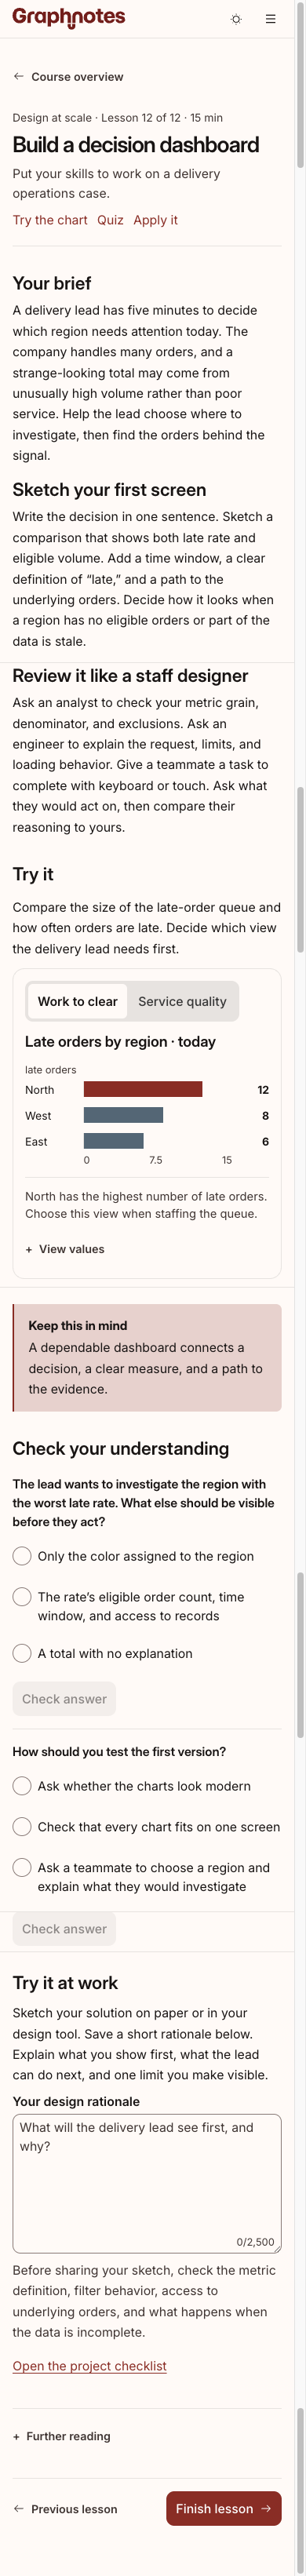 Graphnotes
← Course overview
Design at scale · Lesson 12 of 12 · 15 min
Build a decision dashboard
Put your skills to work on a delivery
operations case.
Try the chart Quiz Apply it
Your brief
A delivery lead has five minutes to decide
which region needs attention today. The
company handles many orders, and a
strange-looking total may come from
unusually high volume rather than poor
service. Help the lead choose where to
investigate, then find the orders behind the
signal.
Sketch your first screen
Write the decision in one sentence. Sketch a
comparison that shows both late rate and
eligible volume. Add a time window, a clear
definition of “late,” and a path to the
underlying orders. Decide how it looks when
a region has no eligible orders or part of the
data is stale.
Review it like a staff designer
Ask an analyst to check your metric grain,
denominator, and exclusions. Ask an
engineer to explain the request, limits, and
loading behavior. Give a teammate a task to
complete with keyboard or touch. Ask what
they would act on, then compare their
reasoning to yours.
Try it
Compare the size of the late-order queue and
how often orders are late. Decide which view
the delivery lead needs first.
Work to clear Service quality
Late orders by region · today
late orders
North 12
West 8
East 6
0 7.5 15
North has the highest number of late orders.
Choose this view when staffing the queue.
+ View values
Keep this in mind
A dependable dashboard connects a
decision, a clear measure, and a path to
the evidence.
Check your understanding
The lead wants to investigate the region with
the worst late rate. What else should be visible
before they act?
Only the color assigned to the region
The rate’s eligible order count, time
window, and access to records
A total with no explanation
Check answer
How should you test the first version?
Ask whether the charts look modern
Check that every chart fits on one screen
Ask a teammate to choose a region and
explain what they would investigate
Check answer
Try it at work
Sketch your solution on paper or in your
design tool. Save a short rationale below.
Explain what you show first, what the lead
can do next, and one limit you make visible.
Your design rationale
What will the delivery lead see first, and
why?
0/2,500
Before sharing your sketch, check the metric
definition, filter behavior, access to
underlying orders, and what happens when
the data is incomplete.
Open the project checklist
+ Further reading
← Previous lesson Finish lesson →